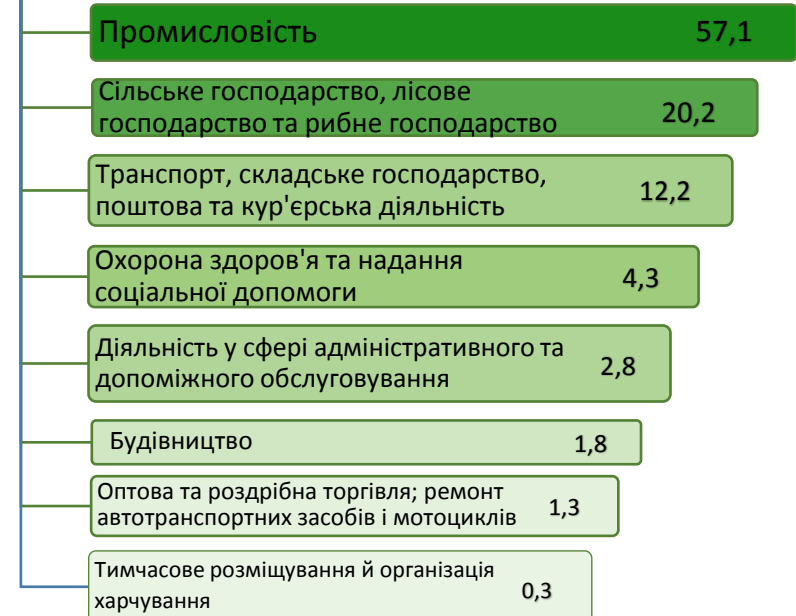 Промисловість 57,1
Сільське господарство, лісове
господарство та рибне господарство 20,2
Транспорт, складське господарство,
поштова та кур'єрська діяльність 12,2
Охорона здоров'я та надання
соціальної допомоги 4,3
Діяльність у сфері адміністративного та
допоміжного обслуговування 2,8
Будівництво 1,8
Оптова та роздрібна торгівля; ремонт
автотранспортних засобів і мотоциклів 1,3
Тимчасове розміщування й організація
харчування 0,3